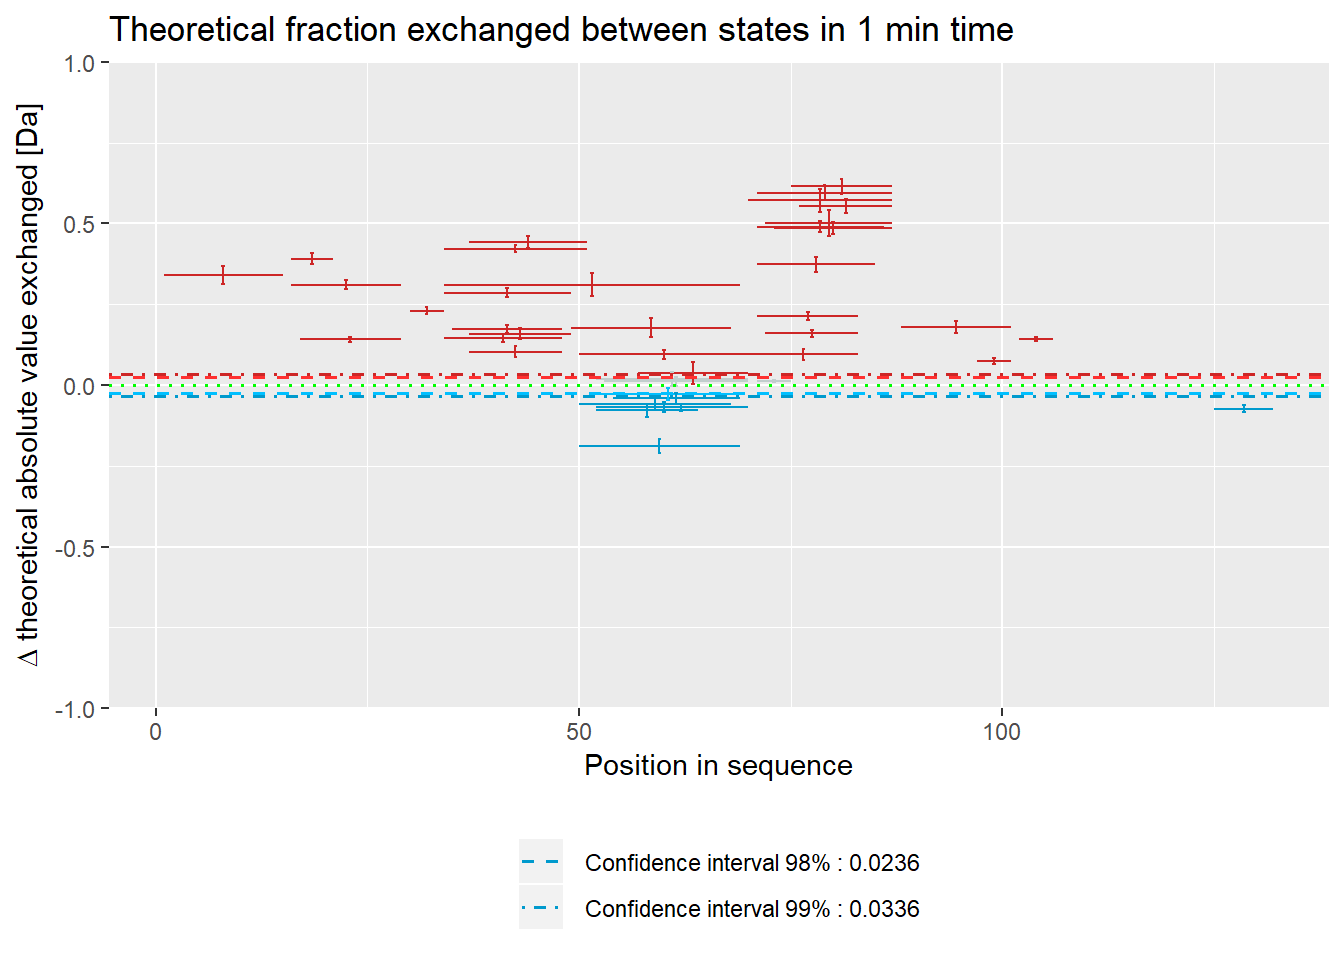 Theoretical fraction exchanged between states in 1 min time
Δ theoretical absolute value exchanged [Da]
1.0
0.5
0.0
-0.5
-1.0
0
50
100
Position in sequence
Confidence interval 98% : 0.0236
Confidence interval 99% : 0.0336